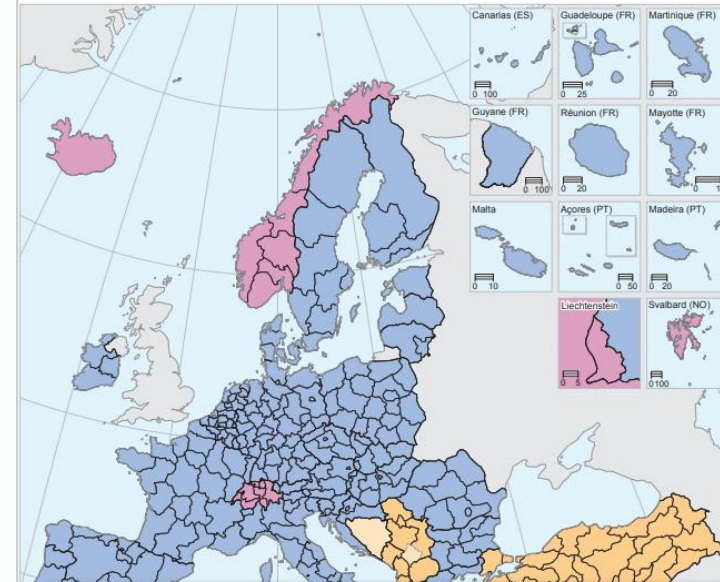 Canarias (ES)
0 100
Guadeloupe (FR)
0 25
Martinique (FR)
0 20
Guyane (FR)
0 100
Réunion (FR)
0 20
Mayotte (FR)
0 1
Malta
0 10
Açores (PT)
0 50
Madeira (PT)
0 20
Liechtenstein
0 5
Svalbard (NO)
0 100